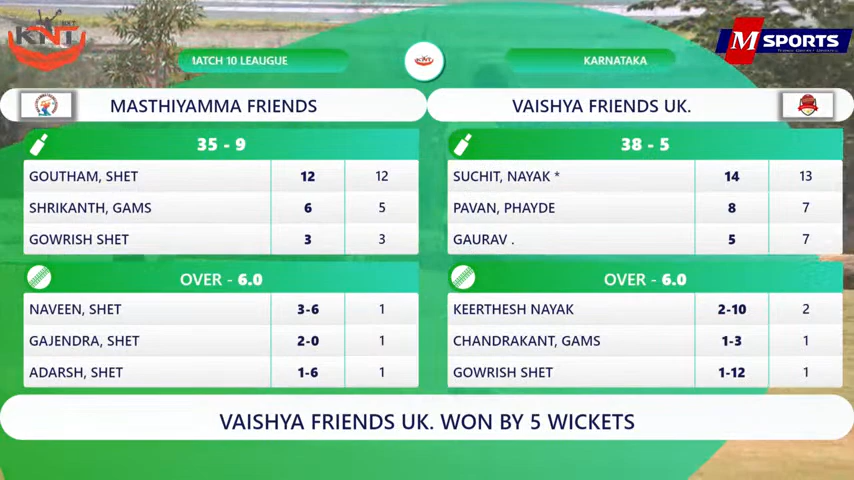 KNT
M SPORTS
MATCH 10 LEAUGUE
KNT
KARNATAKA
MASTHIYAMMA FRIENDS
VAISHYA FRIENDS UK.
35 - 9
GOUTHAM, SHET 12 12
SHRIKANTH, GAMS 6 5
GOWRISH SHET 3 3
OVER - 6.0
NAVEEN, SHET 3-6 1
GAJENDRA, SHET 2-0 1
ADARSH, SHET 1-6 1
38 - 5
SUCHIT, NAYAK * 14 13
PAVAN, PHAYDE 8 7
GAURAV . 5 7
OVER - 6.0
KEERTHESH NAYAK 2-10 2
CHANDRAKANT, GAMS 1-3 1
GOWRISH SHET 1-12 1
VAISHYA FRIENDS UK. WON BY 5 WICKETS